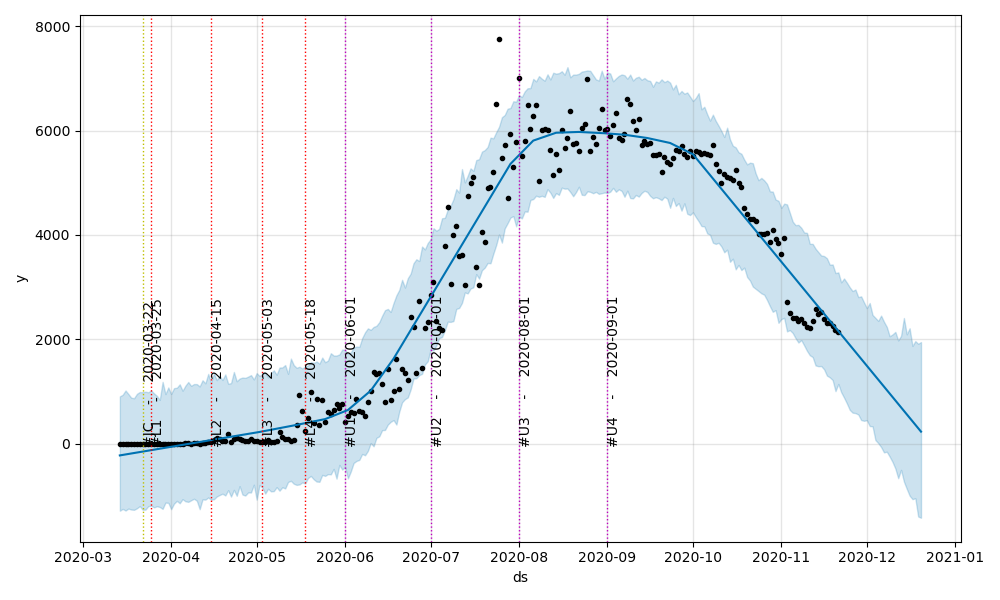 8000
6000
4000
2000
0
y
#JC - 2020-03-22
#L1 - 2020-03-25
#L2 - 2020-04-15
#L3 - 2020-05-03
#L4 - 2020-05-18
#U1 - 2020-06-01
#U2 - 2020-07-01
#U3 - 2020-08-01
#U4 - 2020-09-01
2020-03
2020-04
2020-05
2020-06
2020-07
2020-08
2020-09
2020-10
2020-11
2020-12
2021-01
ds